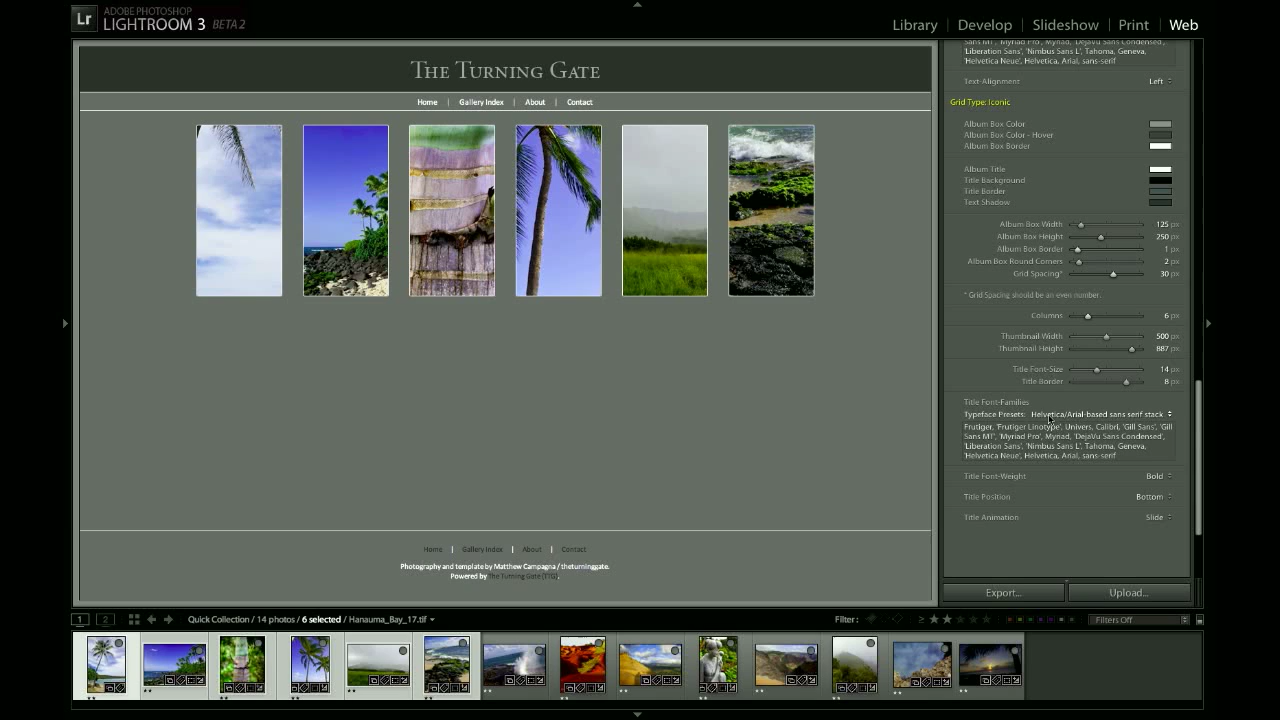 Lr ADOBE PHOTOSHOP
LIGHTROOM 3 BETA 2
Library | Develop | Slideshow | Print | Web
THE TURNING GATE
Home | Gallery Index | About | Contact
Sans MT', 'Myriad Pro', Myriad, 'DejaVu Sans Condensed',
'Liberation Sans', 'Nimbus Sans L', Tahoma, Geneva,
'Helvetica Neue', Helvetica, Arial, sans-serif
Text-Alignment Left
Grid Type: Iconic
Album Box Color
Album Box Color - Hover
Album Box Border
Album Title
Title Background
Title Border
Text Shadow
Album Box Width 125 px
Album Box Height 250 px
Album Box Border 1 px
Album Box Round Corners 2 px
Grid Spacing* 30 px
* Grid Spacing should be an even number.
Columns 6 px
Thumbnail Width 500 px
Thumbnail Height 887 px
Title Font-Size 14 px
Title Border 8 px
Title Font-Families
Typeface Presets: Helvetica/Arial-based sans serif stack
Frutiger, 'Frutiger Linotype', Univers, Calibri, 'Gill Sans', 'Gill
Sans MT', 'Myriad Pro', Myriad, 'DejaVu Sans Condensed',
'Liberation Sans', 'Nimbus Sans L', Tahoma, Geneva,
'Helvetica Neue', Helvetica, Arial, sans-serif
Title Font-Weight Bold
Title Position Bottom
Title Animation Slide
Home | Gallery Index | About | Contact
Photography and template by Matthew Campagna / theturninggate.
Powered by The Turning Gate (TTG).
Export... Upload...
1 2 Quick Collection / 14 photos / 6 selected / Hanauma_Bay_17.tif
Filter : ≥ ★★★★★ Filters Off